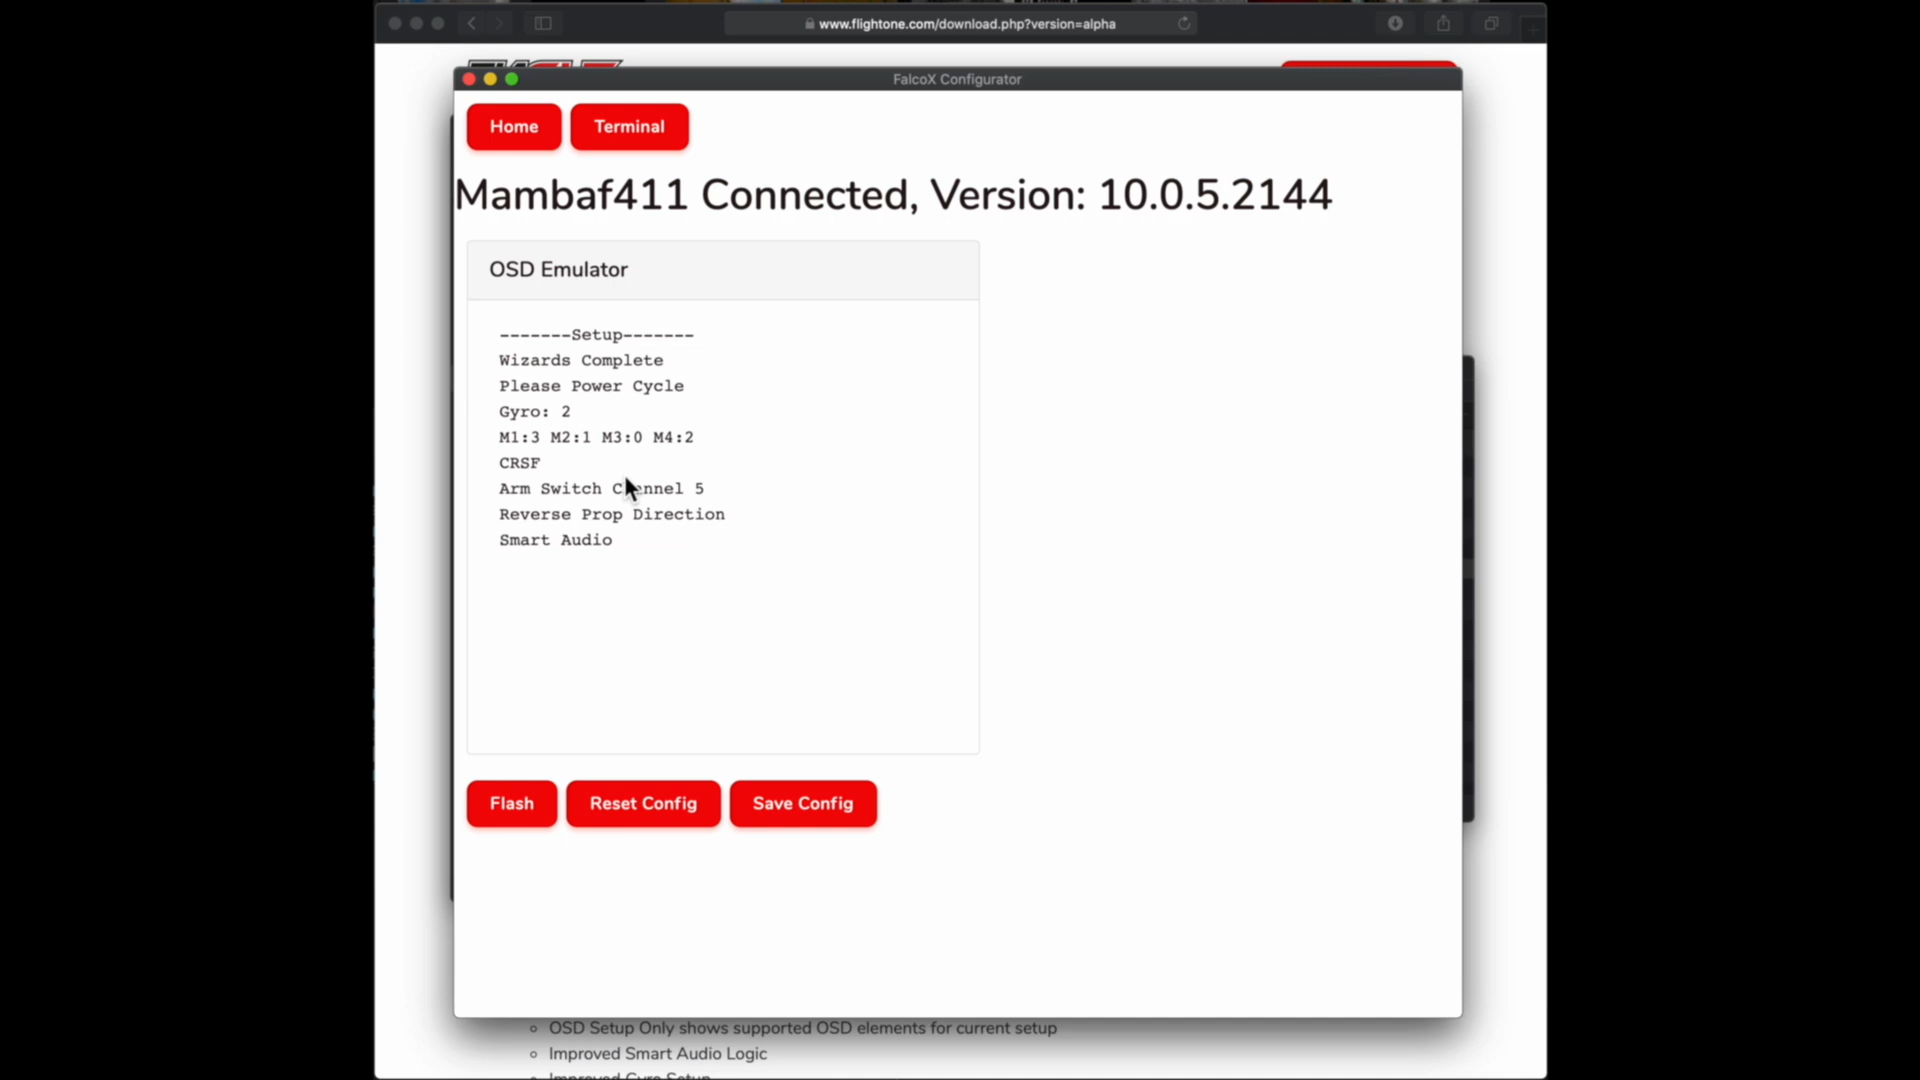 www.flightone.com/download.php?version=alpha
FalcoX Configurator
Home
Terminal
Mambaf411 Connected, Version: 10.0.5.2144
OSD Emulator
-------Setup-------
Wizards Complete
Please Power Cycle
Gyro: 2
M1:3 M2:1 M3:0 M4:2
CRSF
Arm Switch Channel 5
Reverse Prop Direction
Smart Audio
Flash
Reset Config
Save Config
OSD Setup Only shows supported OSD elements for current setup
Improved Smart Audio Logic
Improved Gyro Setup